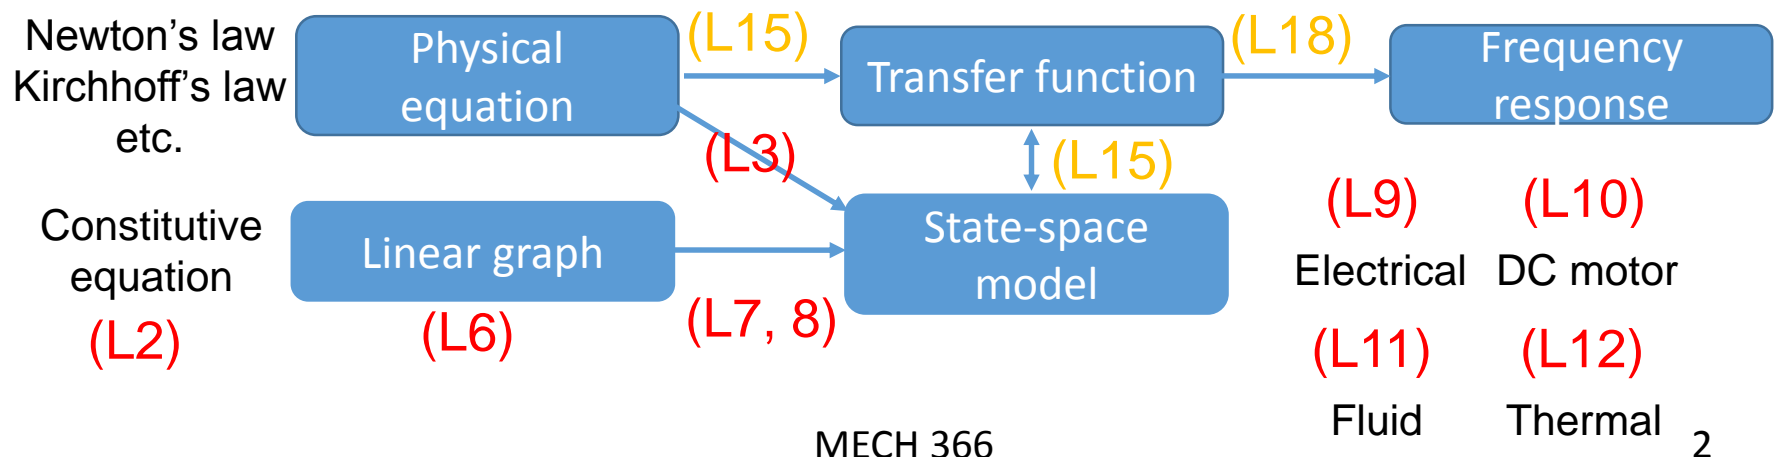 Newton’s law
Kirchhoff’s law
etc.
Physical
equation
(L15)
Transfer function
(L18)
Frequency
response
(L3)
(L15)
Constitutive
equation
(L2)
Linear graph
(L6)
(L7, 8)
State-space
model
(L9)
(L10)
Electrical
DC motor
(L11)
(L12)
Fluid
Thermal
MECH 366
2